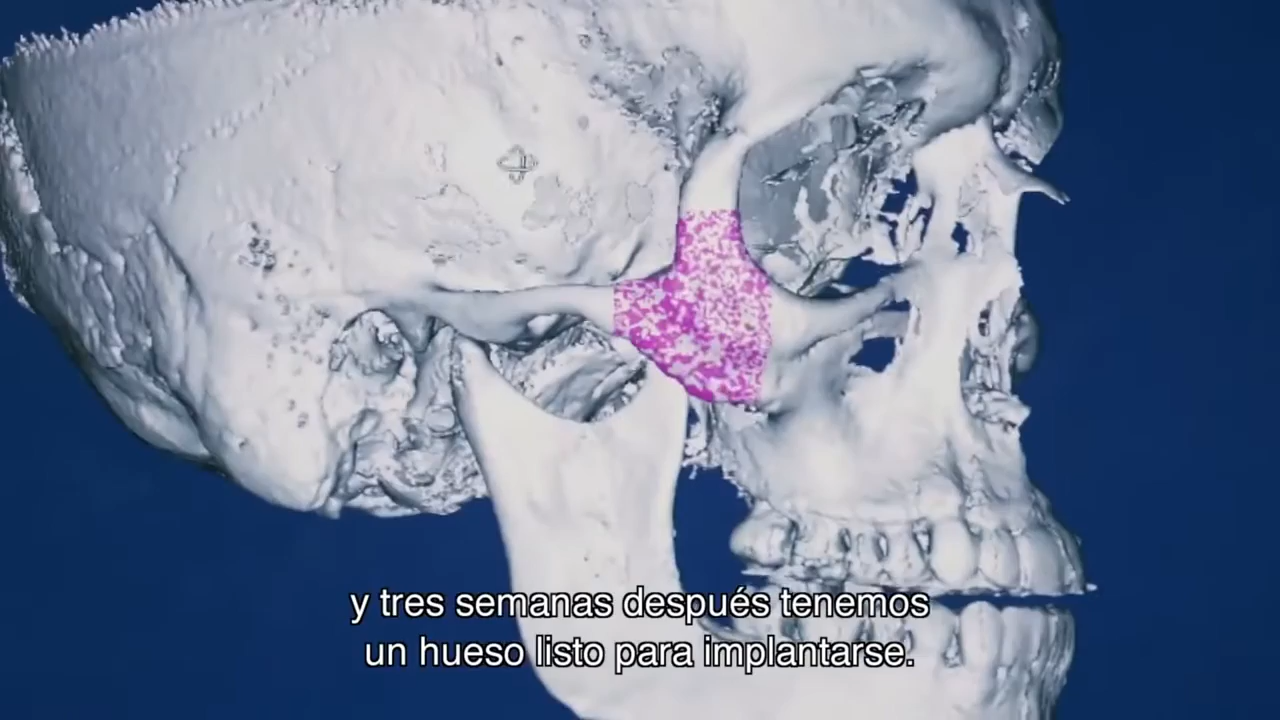 y tres semanas después tenemos
un hueso listo para implantarse.